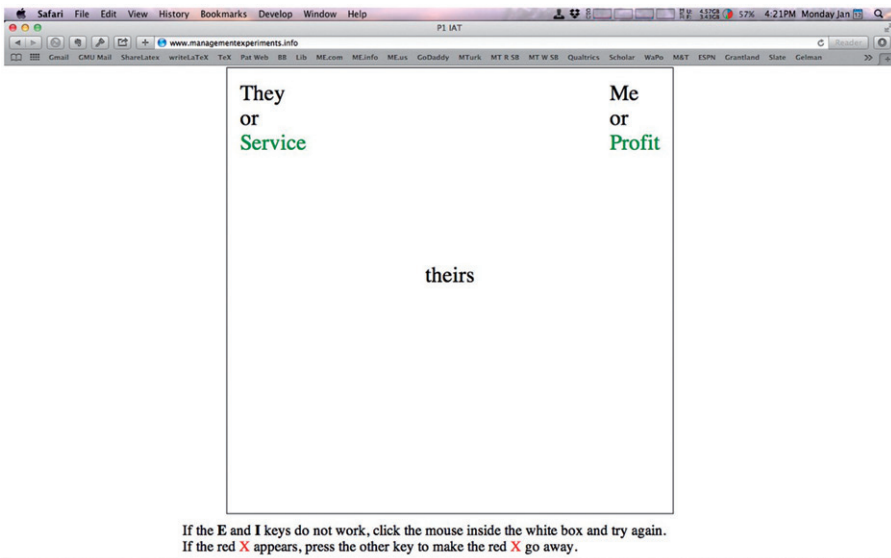 Safari File Edit View History Bookmarks Develop Window Help 57% 4:21PM Monday Jan
P1 IAT
www.managementexperiments.info Reader
Gmail GMU Mail ShareLatex writeLaTeX TeX Pat Web BB Lib ME.com ME.info ME.us GoDaddy MTurk MT R SB MT W SB Qualtrics Scholar WaPo M&T ESPN Grantland Slate Gelman
They Me
or or
Service Profit
theirs
If the E and I keys do not work, click the mouse inside the white box and try again.
If the red X appears, press the other key to make the red X go away.